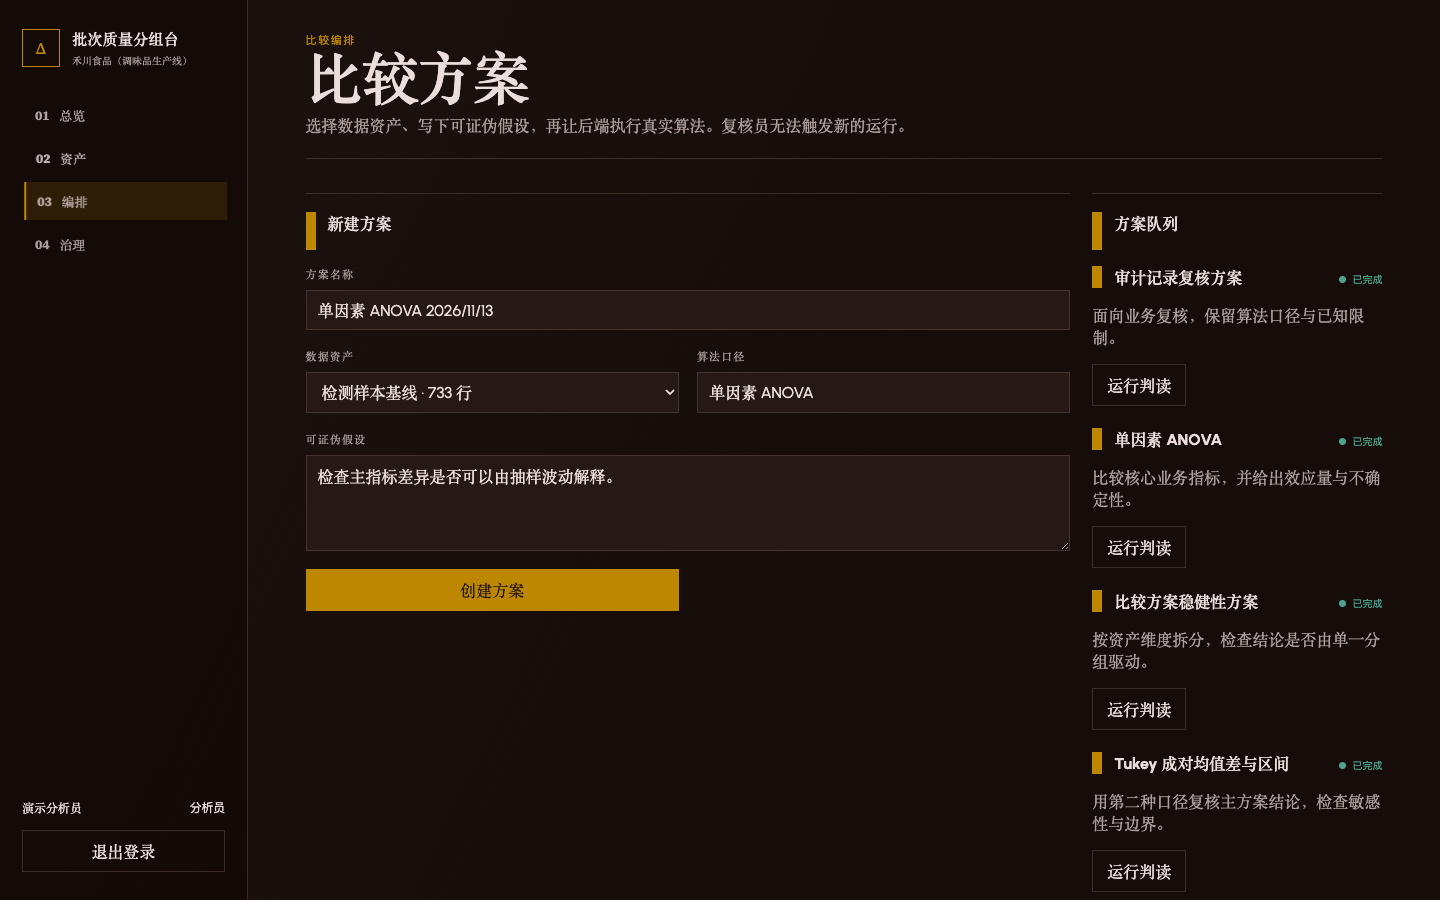 Δ
批次质量分组台
禾川食品（调味品生产线）
01 总览
02 资产
03 编排
04 治理
演示分析员 分析员
退出登录
比较编排
比较方案
选择数据资产、写下可证伪假设，再让后端执行真实算法。复核员无法触发新的运行。
新建方案
方案名称
单因素 ANOVA 2026/11/13
数据资产 算法口径
检测样本基线 · 733 行 单因素 ANOVA
可证伪假设
检查主指标差异是否可以由抽样波动解释。
创建方案
方案队列
审计记录复核方案 已完成
面向业务复核，保留算法口径与已知限
制。
运行判读
单因素 ANOVA 已完成
比较核心业务指标，并给出效应量与不确
定性。
运行判读
比较方案稳健性方案 已完成
按资产维度拆分，检查结论是否由单一分
组驱动。
运行判读
Tukey 成对均值差与区间 已完成
用第二种口径复核主方案结论，检查敏感
性与边界。
运行判读